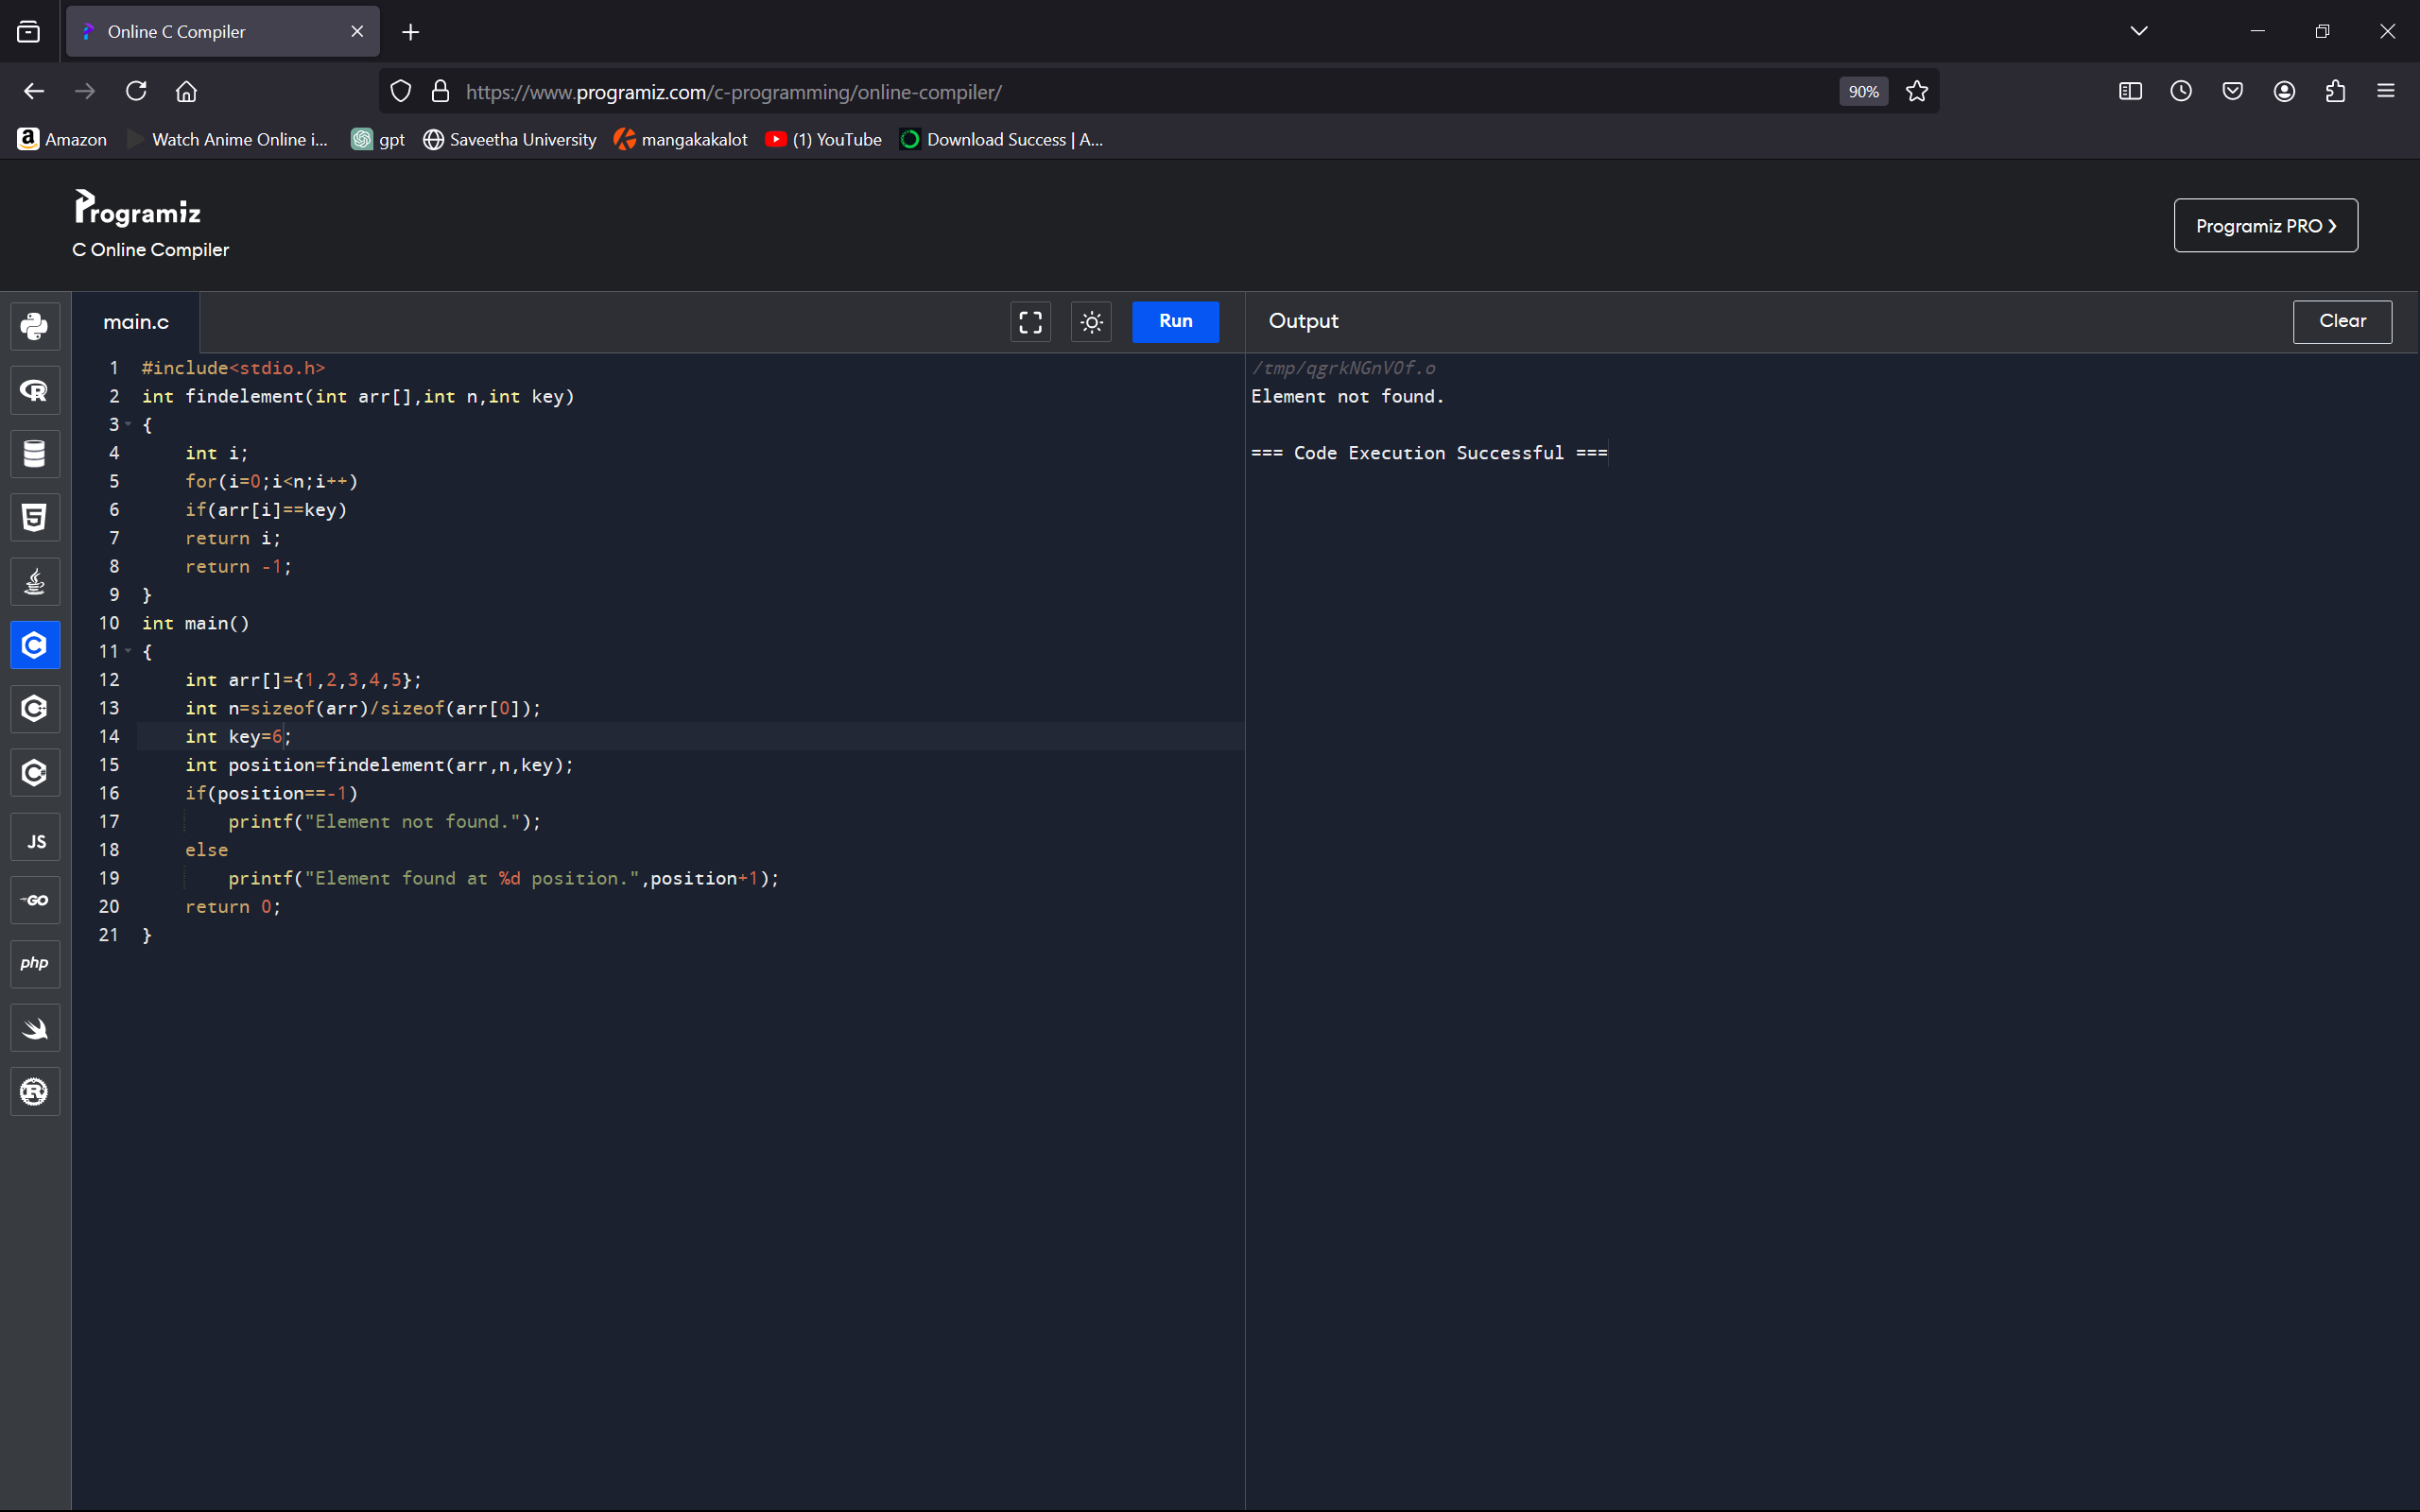 Online C Compiler
https://www.programiz.com/c-programming/online-compiler/
90%
Amazon
Watch Anime Online i...
gpt
Saveetha University
mangakakalot
(1) YouTube
Download Success | A...
Programiz
C Online Compiler
Programiz PRO
main.c
Run
Output
Clear
1 #include<stdio.h>
2 int findelement(int arr[],int n,int key)
3 {
4     int i;
5     for(i=0;i<n;i++)
6     if(arr[i]==key)
7     return i;
8     return -1;
9 }
10 int main()
11 {
12     int arr[]={1,2,3,4,5};
13     int n=sizeof(arr)/sizeof(arr[0]);
14     int key=6;
15     int position=findelement(arr,n,key);
16     if(position==-1)
17         printf("Element not found.");
18     else
19         printf("Element found at %d position.",position+1);
20     return 0;
21 }
/tmp/qgrkNGnVOf.o
Element not found.
=== Code Execution Successful ===
R
5
C
C
C
JS
GO
php
R